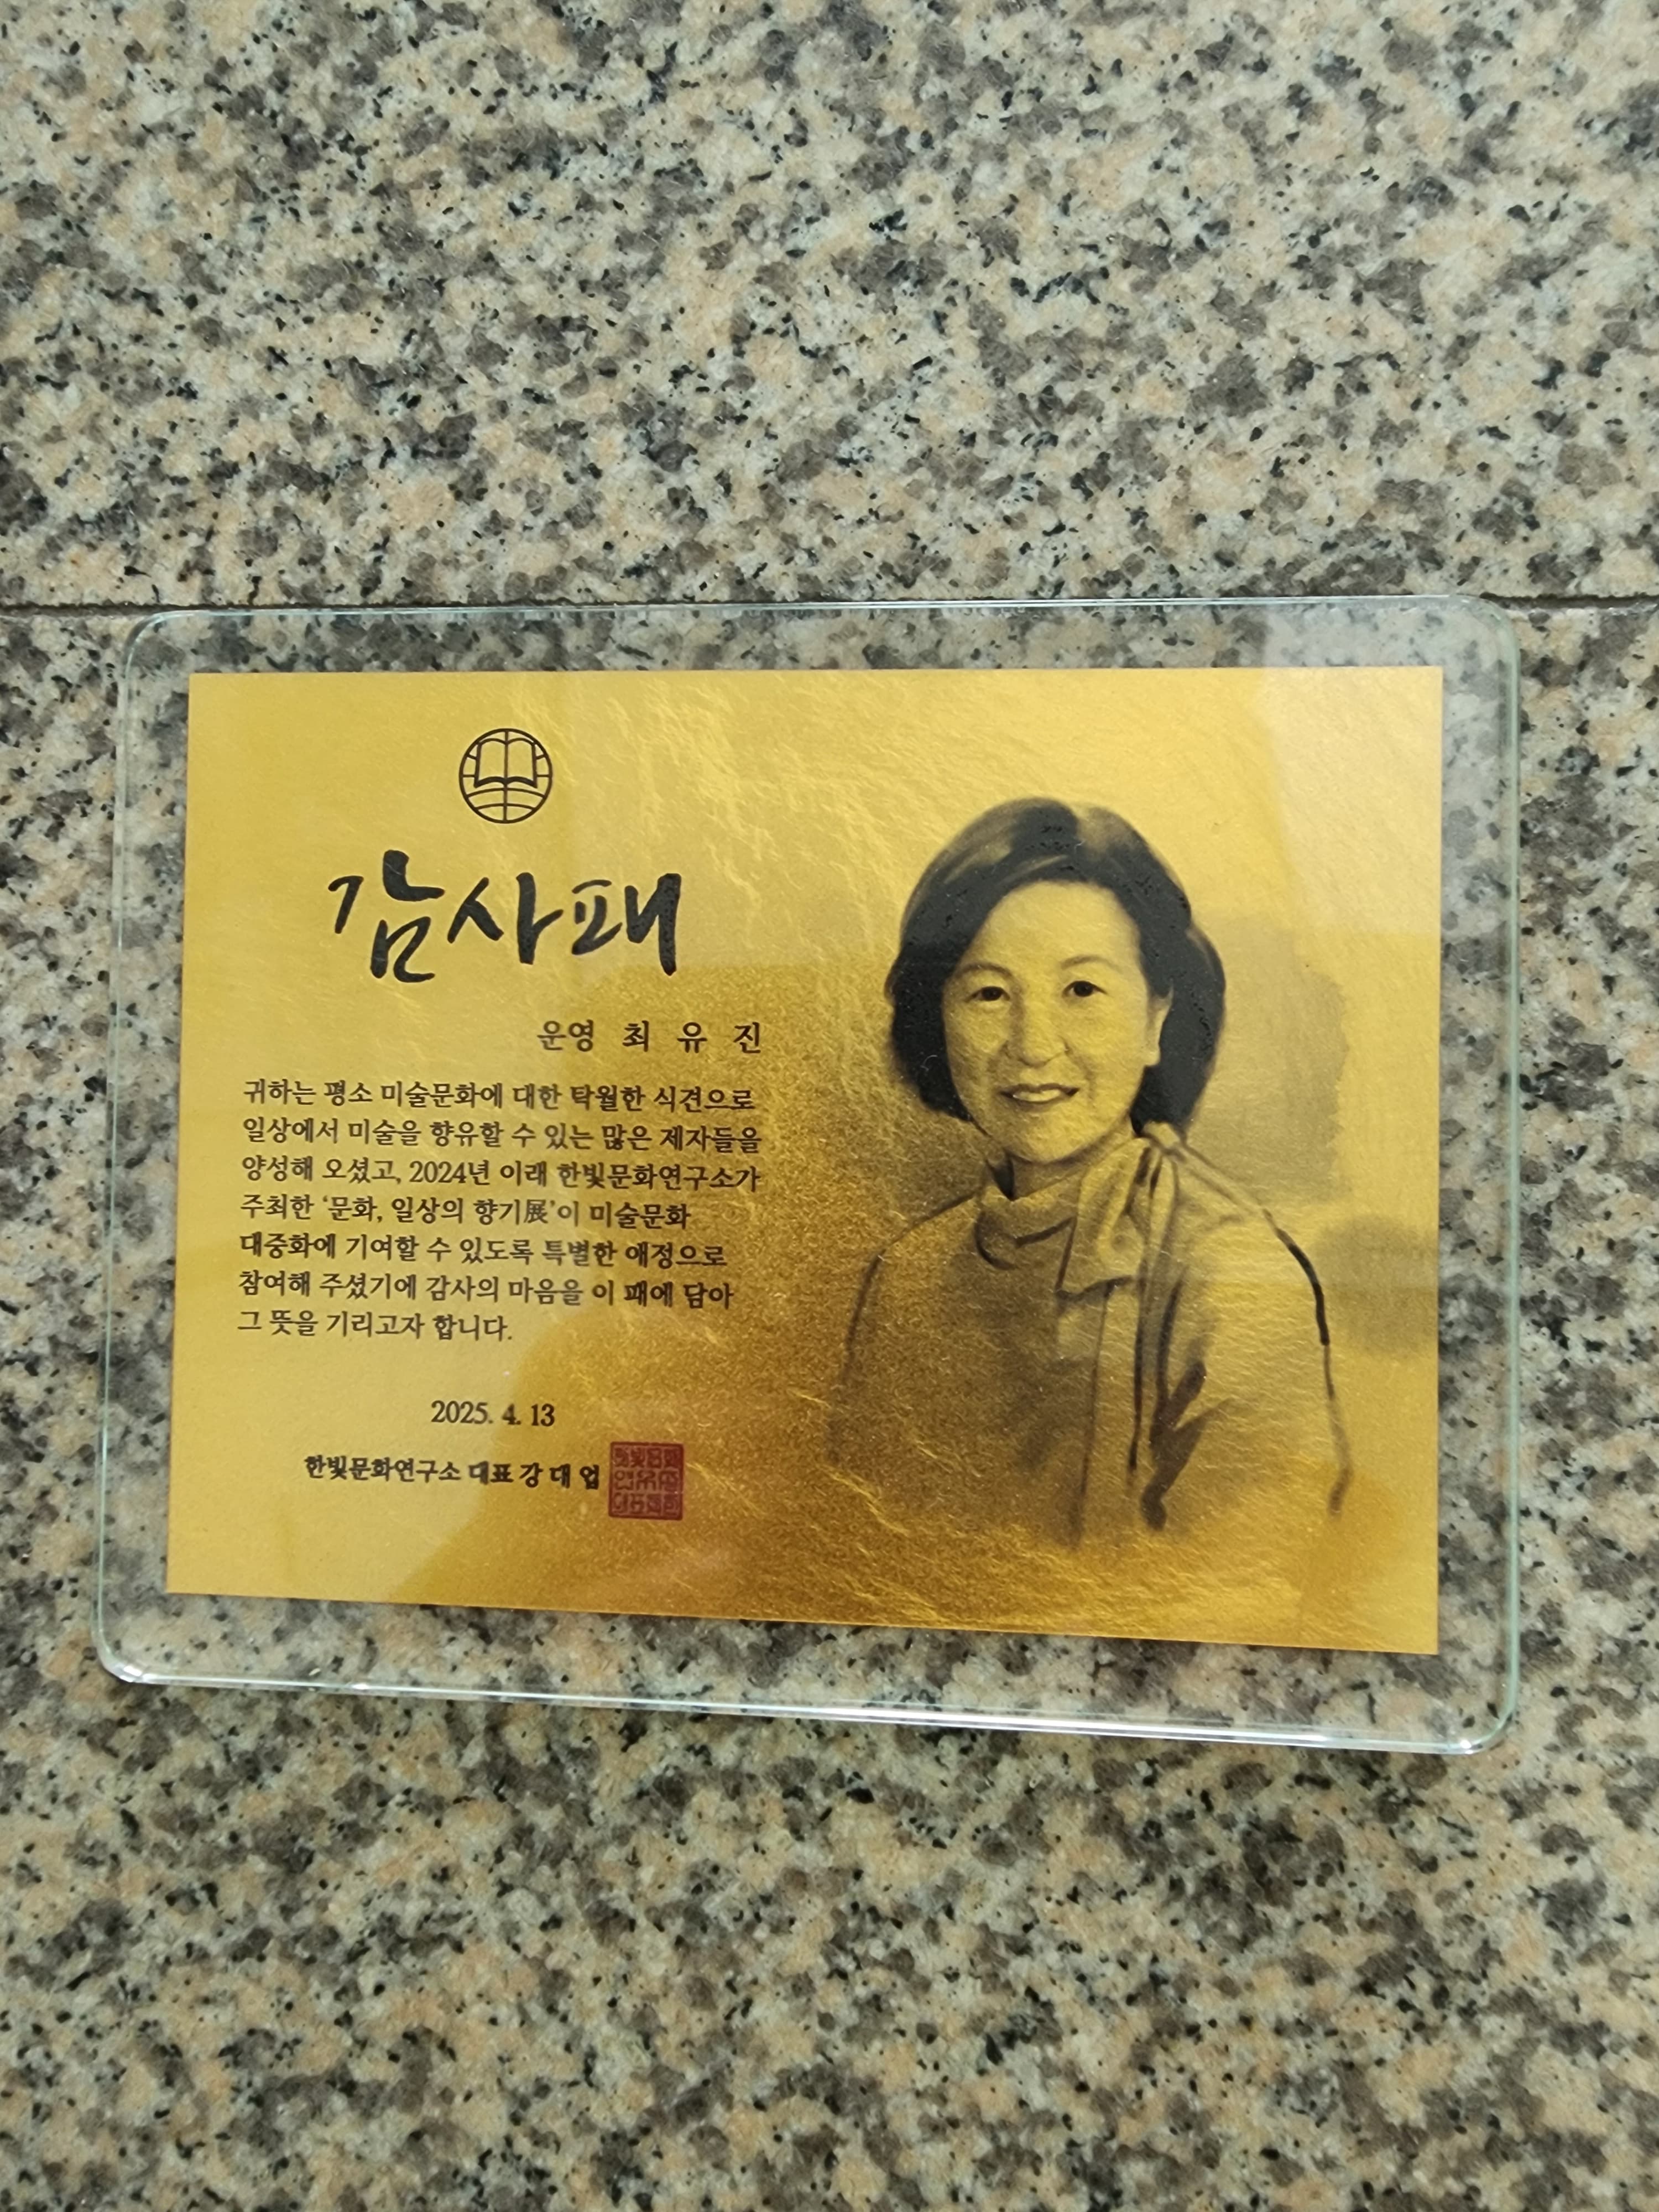 감사패
운영 최 유 진
귀하는 평소 미술문화에 대한 탁월한 식견으로
일상에서 미술을 향유할 수 있는 많은 제자들을
양성해 오셨고, 2024년 이래 한빛문화연구소가
주최한 ‘문화, 일상의 향기展’이 미술문화
대중화에 기여할 수 있도록 특별한 애정으로
참여해 주셨기에 감사의 마음을 이 패에 담아
그 뜻을 기리고자 합니다.
2025. 4. 13
한빛문화연구소 대표 강 대 업